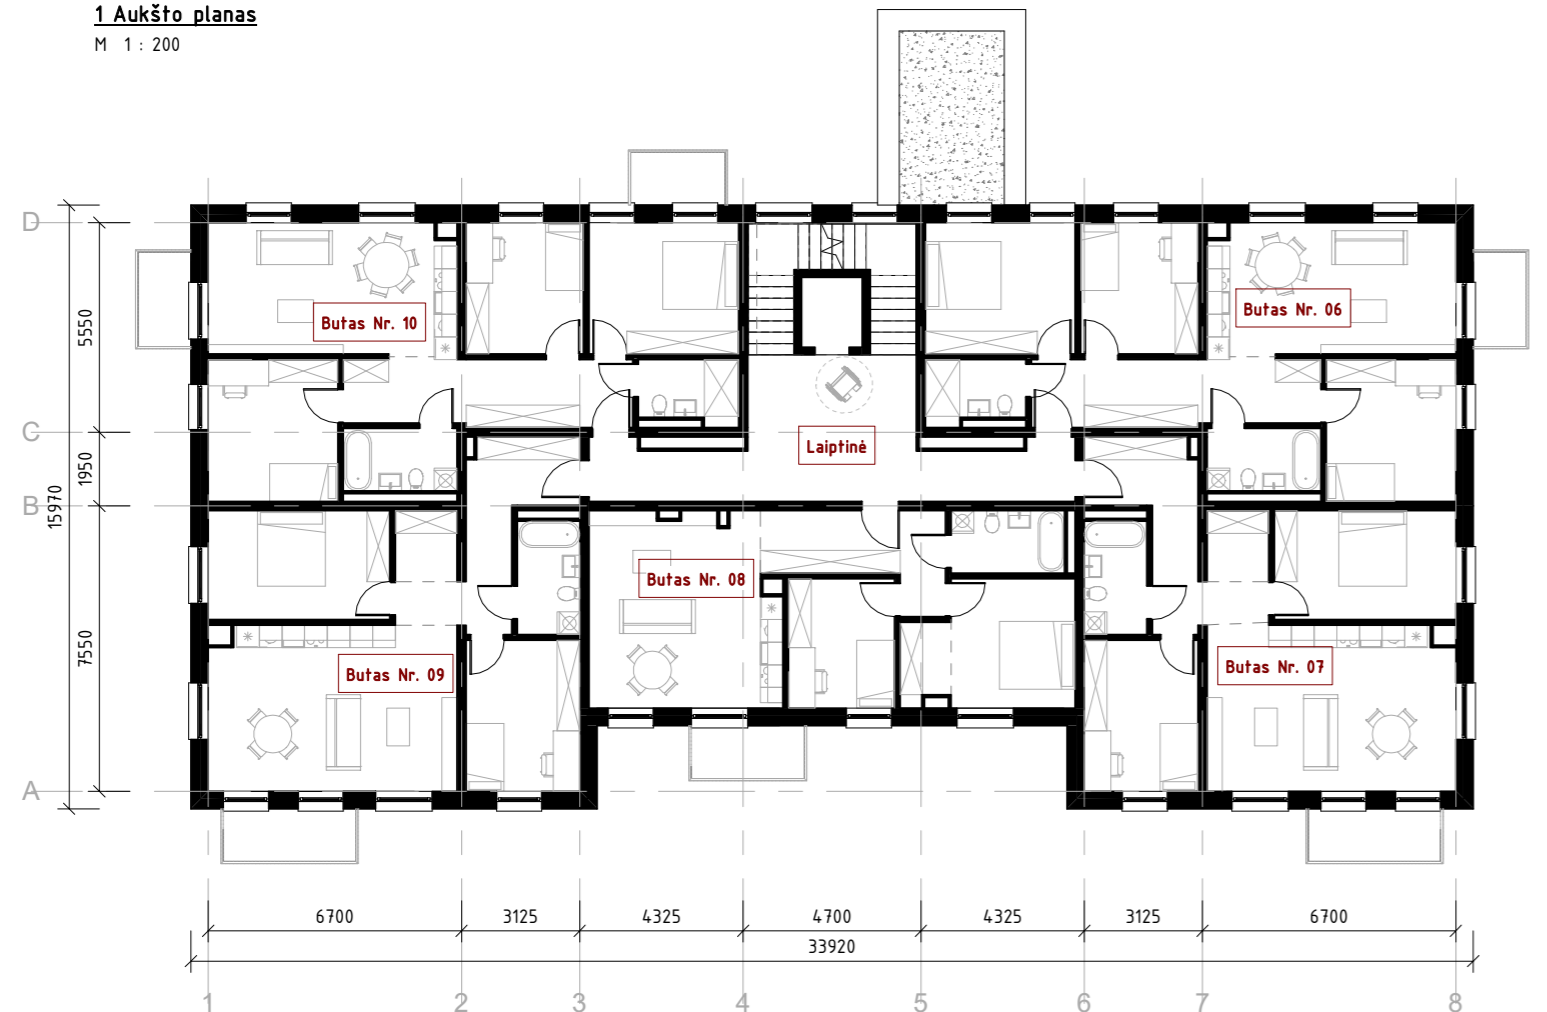 1 Aukšto planas
M 1 : 200
D
5550
Butas Nr. 10
Butas Nr. 06
C
1950
Laiptinė
B
15970
7550
Butas Nr. 08
Butas Nr. 09
Butas Nr. 07
A
6700 3125 4325 4700 4325 3125 6700
33920
1 2 3 4 5 6 7 8